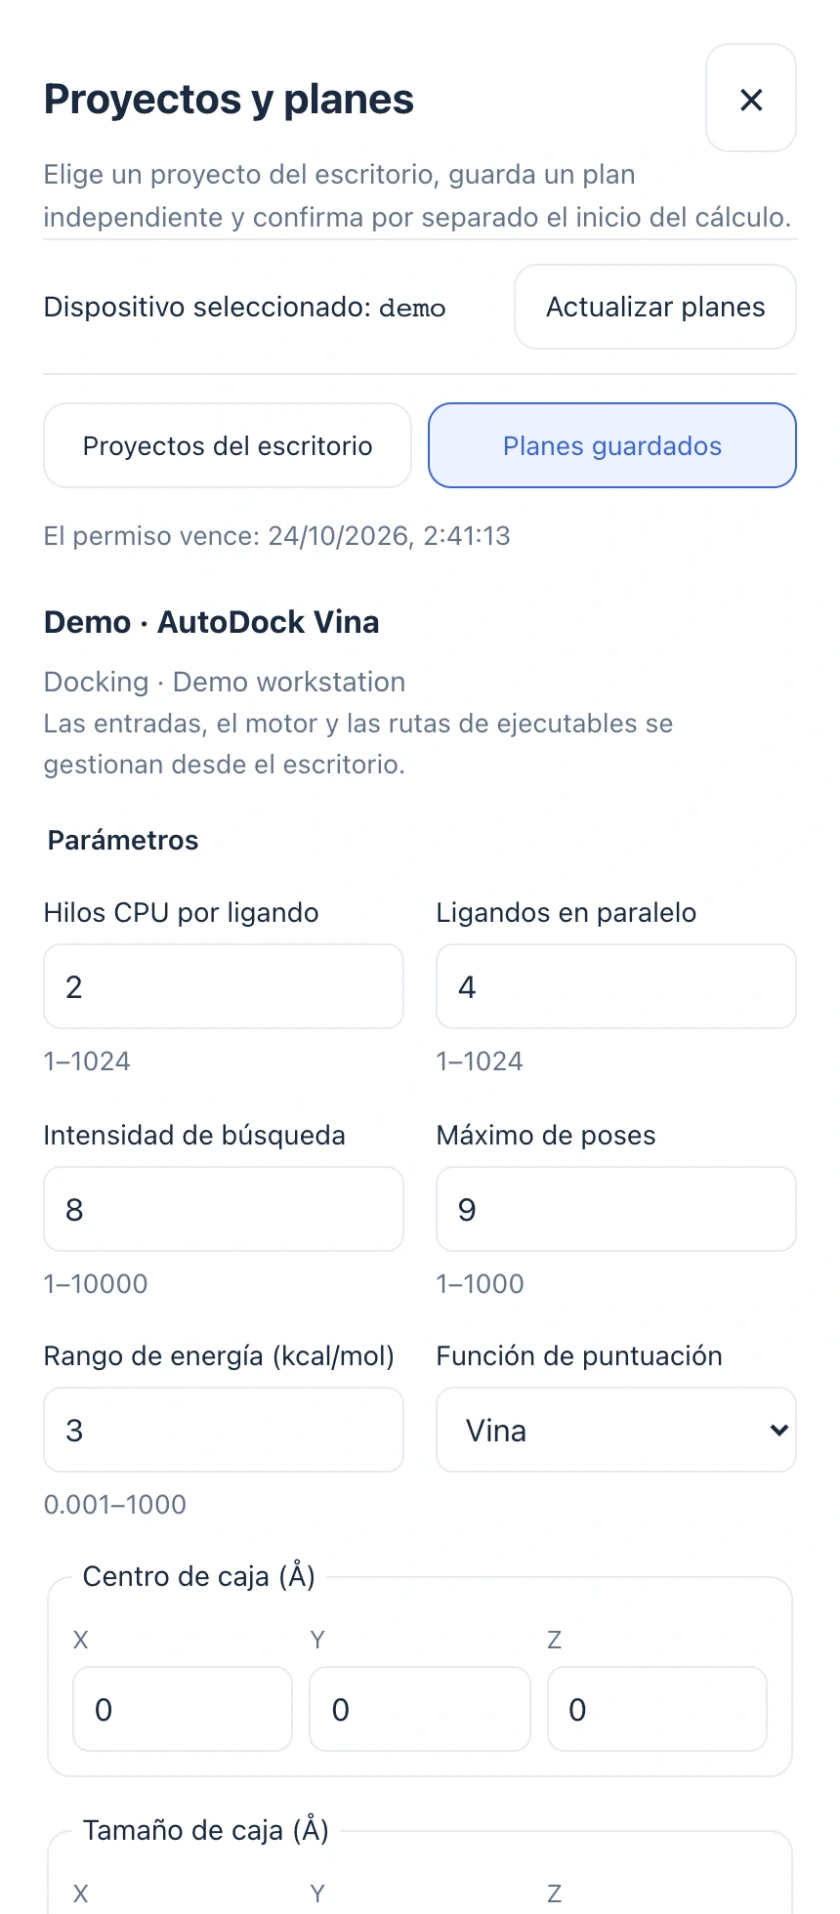 Proyectos y planes
Elige un proyecto del escritorio, guarda un plan
independiente y confirma por separado el inicio del cálculo.
Dispositivo seleccionado: demo
Actualizar planes
Proyectos del escritorio
Planes guardados
El permiso vence: 24/10/2026, 2:41:13
Demo · AutoDock Vina
Docking · Demo workstation
Las entradas, el motor y las rutas de ejecutables se
gestionan desde el escritorio.
Parámetros
Hilos CPU por ligando
2
1–1024
Ligandos en paralelo
4
1–1024
Intensidad de búsqueda
8
1–10000
Máximo de poses
9
1–1000
Rango de energía (kcal/mol)
3
0.001–1000
Función de puntuación
Vina
Centro de caja (Å)
X
0
Y
0
Z
0
Tamaño de caja (Å)
X
Y
Z